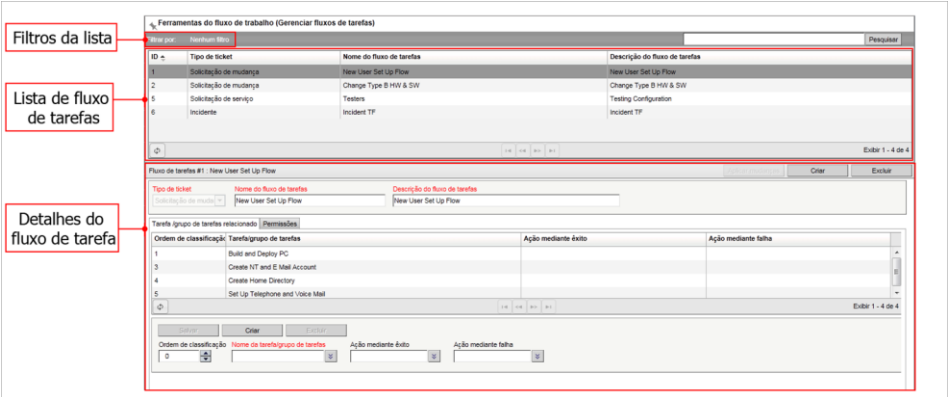 Ferramentas do fluxo de trabalho (Gerenciar fluxos de tarefas)
Filtros da lista
Filtrar por: Nenhum filtro Pesquisar
ID Tipo de ticket Nome do fluxo de tarefas Descrição do fluxo de tarefas
1 Solicitação de mudança New User Set Up Flow New User Set Up Flow
2 Solicitação de mudança Change Type B HW & SW Change Type B HW & SW
Lista de fluxo
de tarefas
5 Solicitação de serviço Testers Testing Configuration
6 Incidente Incident TF Incident TF
Exibir 1 - 4 de 4
Fluxo de tarefas #1 : New User Set Up Flow Criar Excluir
Tipo de ticket Nome do fluxo de tarefas Descrição do fluxo de tarefas
Solicitação de muda New User Set Up Flow New User Set Up Flow
Detalhes do
fluxo de tarefa
Tarefa /grupo de tarefas relacionado Permissões
Ordem de classificaçã Tarefa/grupo de tarefas Ação mediante êxito Ação mediante falha
1 Build and Deploy PC
3 Create NT and E Mail Account
4 Create Home Directory
5 Set Up Telephone and Voice Mail
Exibir 1 - 4 de 4
Salvar Criar Excluir
Ordem de classificação Nome da tarefa/grupo de tarefas Ação mediante êxito Ação mediante falha
0